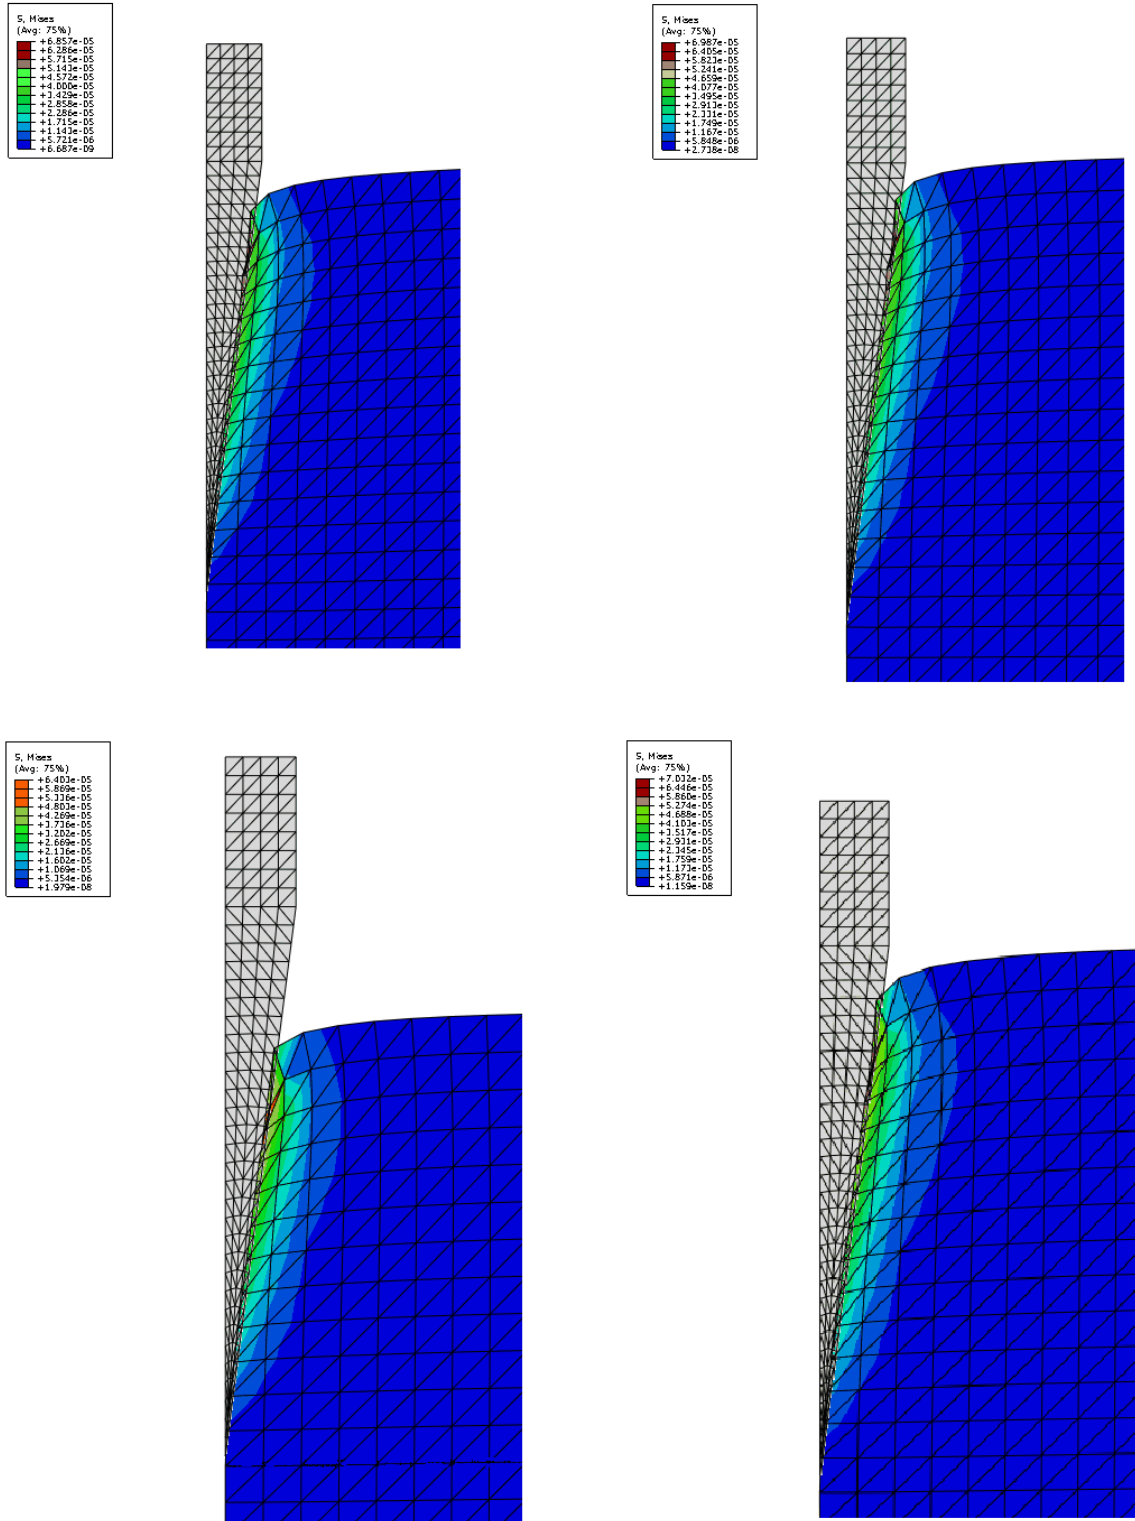 S, Mises
(Avg: 75%)
+6.857e-05
+6.286e-05
+5.715e-05
+5.143e-05
+4.572e-05
+4.000e-05
+3.429e-05
+2.858e-05
+2.286e-05
+1.715e-05
+1.143e-05
+5.721e-06
+6.687e-09
S, Mises
(Avg: 75%)
+6.987e-05
+6.405e-05
+5.823e-05
+5.241e-05
+4.659e-05
+4.077e-05
+3.495e-05
+2.913e-05
+2.331e-05
+1.749e-05
+1.167e-05
+5.848e-06
+2.738e-08
S, Mises
(Avg: 75%)
+6.403e-05
+5.869e-05
+5.336e-05
+4.803e-05
+4.269e-05
+3.736e-05
+3.202e-05
+2.669e-05
+2.136e-05
+1.602e-05
+1.069e-05
+5.354e-06
+1.979e-08
S, Mises
(Avg: 75%)
+7.032e-05
+6.446e-05
+5.860e-05
+5.274e-05
+4.688e-05
+4.103e-05
+3.517e-05
+2.931e-05
+2.345e-05
+1.759e-05
+1.173e-05
+5.871e-06
+1.159e-08